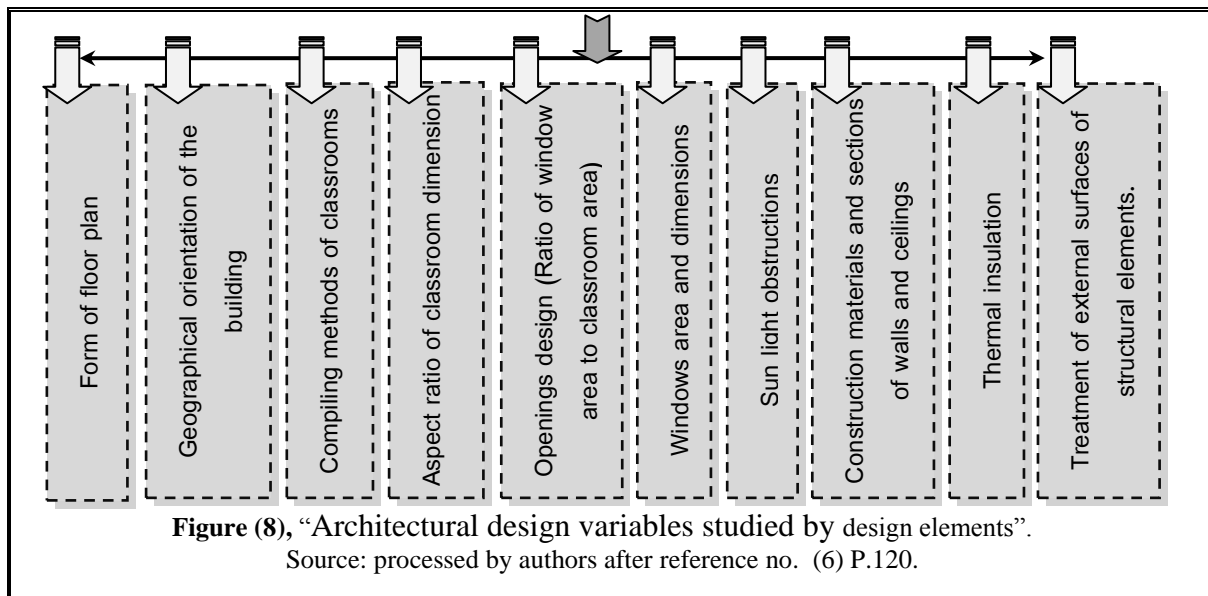 Form of floor plan
Geographical orientation of the
building
Compiling methods of classrooms
Aspect ratio of classroom dimension
Openings design (Ratio of window
area to classroom area)
Windows area and dimensions
Sun light obstructions
Construction materials and sections
of walls and ceilings
Thermal insulation
Treatment of external surfaces of
structural elements.
Figure (8), “Architectural design variables studied by design elements”.
Source: processed by authors after reference no. (6) P.120.